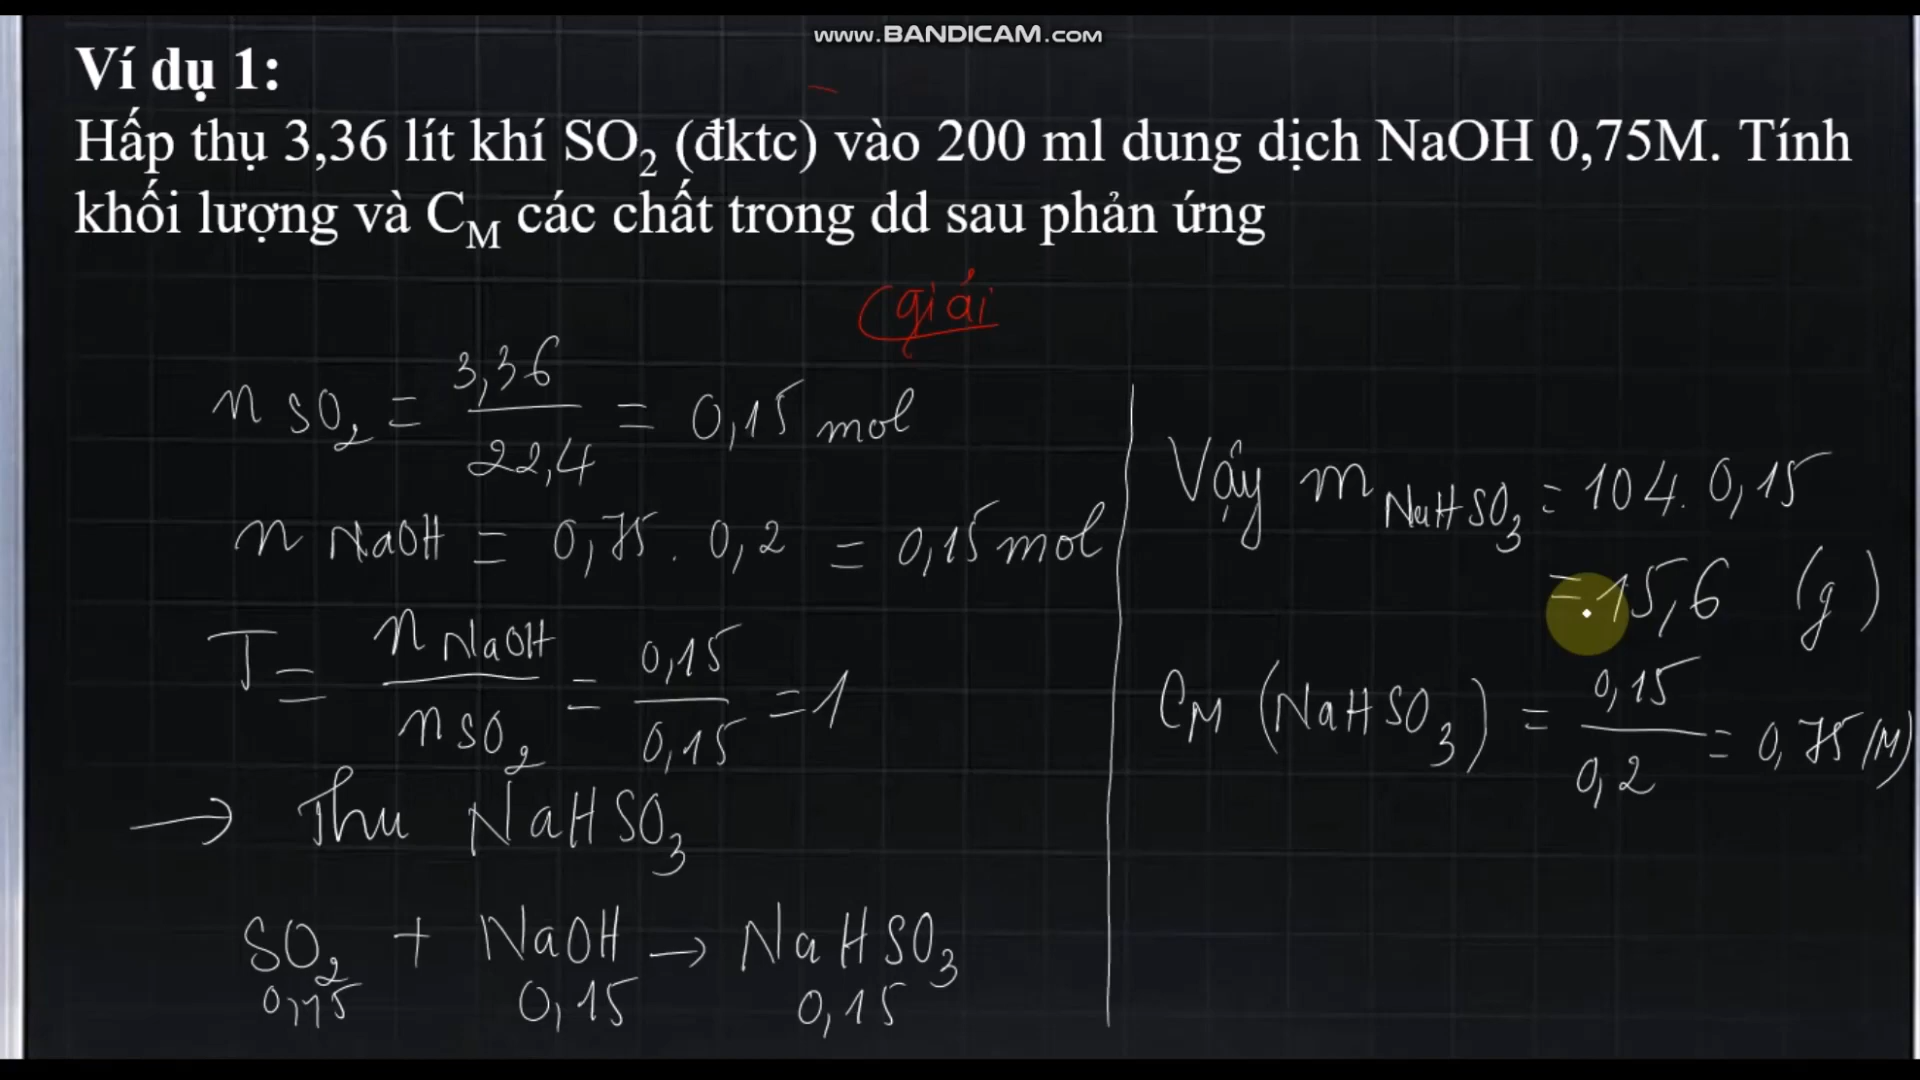 www.BANDICAM.com
Ví dụ 1:
Hấp thụ 3,36 lít khí SO₂ (đktc) vào 200 ml dung dịch NaOH 0,75M. Tính
khối lượng và C_M các chất trong dd sau phản ứng
giải
n SO₂ = 3,36 / 22,4 = 0,15 mol
n NaOH = 0,75 . 0,2 = 0,15 mol
T = n NaOH / n SO₂ = 0,15 / 0,15 = 1
→ Thu NaHSO₃
SO₂ + NaOH → NaHSO₃
0,15 0,15 0,15
Vậy m NaHSO₃ = 104 . 0,15
= 15,6 (g)
C_M (NaHSO₃) = 0,15 / 0,2 = 0,75 (M)